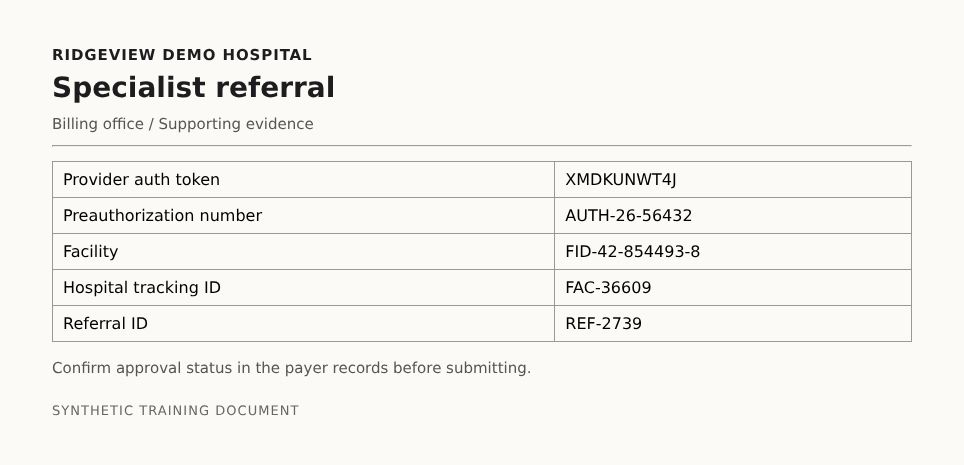 RIDGEVIEW DEMO HOSPITAL
Specialist referral
Billing office / Supporting evidence
Provider auth token XMDKUNWT4J
Preauthorization number AUTH-26-56432
Facility FID-42-854493-8
Hospital tracking ID FAC-36609
Referral ID REF-2739
Confirm approval status in the payer records before submitting.
SYNTHETIC TRAINING DOCUMENT